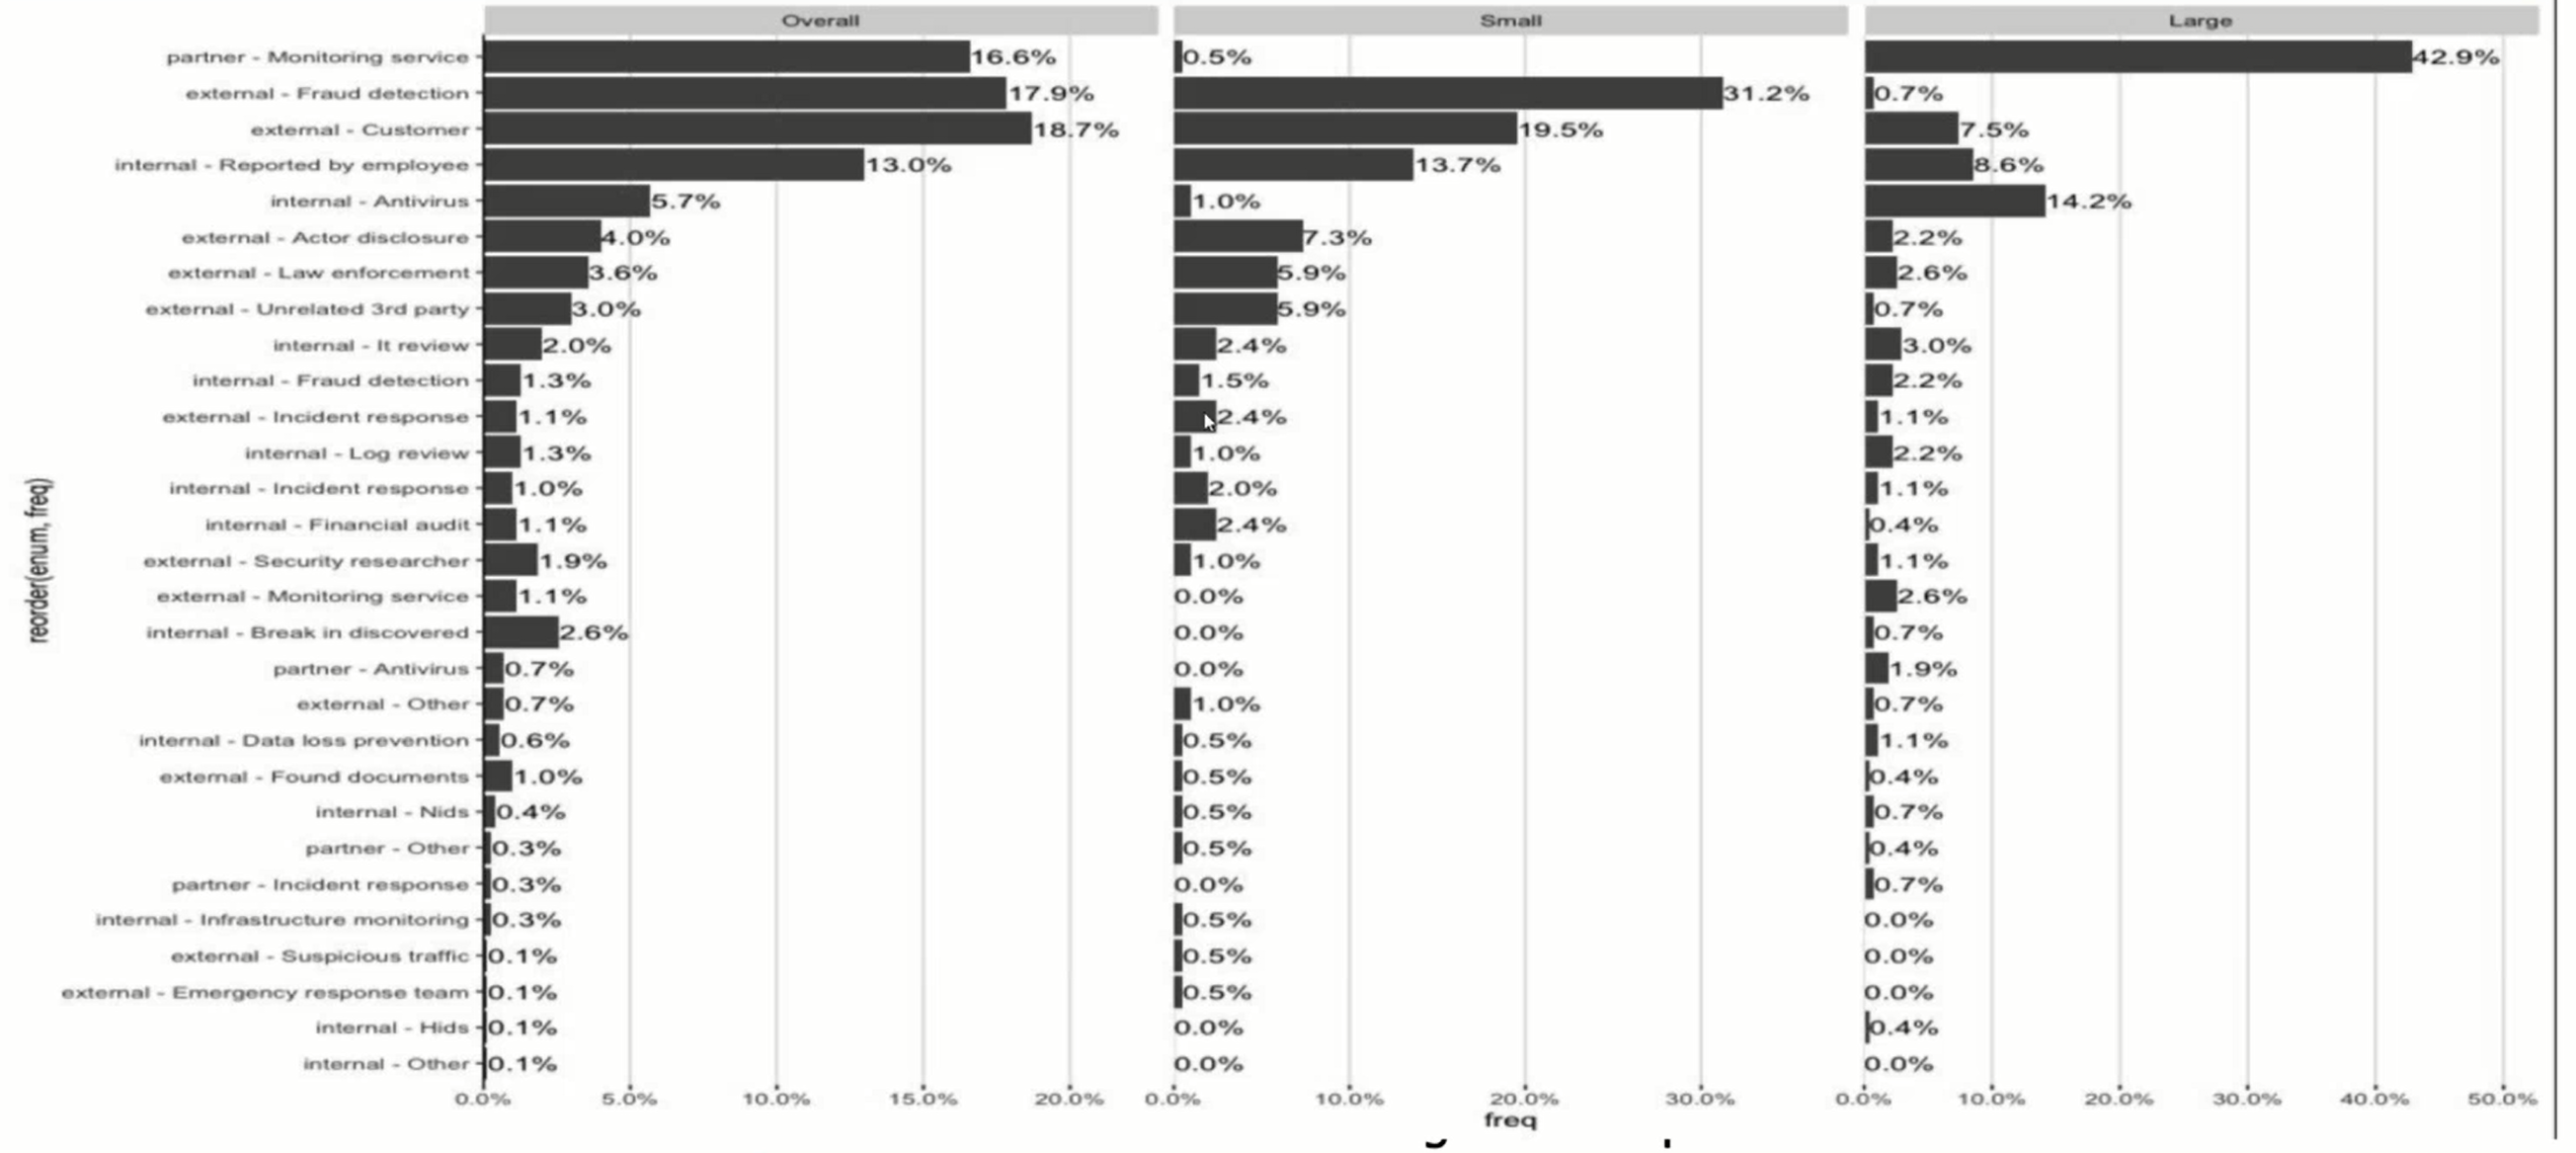 Overall Small Large
partner - Monitoring service 16.6% 0.5% 42.9%
external - Fraud detection 17.9% 31.2% 0.7%
external - Customer 18.7% 19.5% 7.5%
internal - Reported by employee 13.0% 13.7% 8.6%
internal - Antivirus 5.7% 1.0% 14.2%
external - Actor disclosure 4.0% 7.3% 2.2%
external - Law enforcement 3.6% 5.9% 2.6%
external - Unrelated 3rd party 3.0% 5.9% 0.7%
internal - It review 2.0% 2.4% 3.0%
internal - Fraud detection 1.3% 1.5% 2.2%
external - Incident response 1.1% 2.4% 1.1%
internal - Log review 1.3% 1.0% 2.2%
internal - Incident response 1.0% 2.0% 1.1%
internal - Financial audit 1.1% 2.4% 0.4%
external - Security researcher 1.9% 1.0% 1.1%
external - Monitoring service 1.1% 0.0% 2.6%
internal - Break in discovered 2.6% 0.0% 0.7%
partner - Antivirus 0.7% 0.0% 1.9%
external - Other 0.7% 1.0% 0.7%
internal - Data loss prevention 0.6% 0.5% 1.1%
external - Found documents 1.0% 0.5% 0.4%
internal - Nids 0.4% 0.5% 0.7%
partner - Other 0.3% 0.5% 0.4%
partner - Incident response 0.3% 0.0% 0.7%
internal - Infrastructure monitoring 0.3% 0.5% 0.0%
external - Suspicious traffic 0.1% 0.5% 0.0%
external - Emergency response team 0.1% 0.5% 0.0%
internal - Hids 0.1% 0.0% 0.4%
internal - Other 0.1% 0.0% 0.0%
0.0% 5.0% 10.0% 15.0% 20.0% 0.0% 10.0% 20.0% 30.0% 0.0% 10.0% 20.0% 30.0% 40.0% 50.0%
freq
reorder(enum, freq)